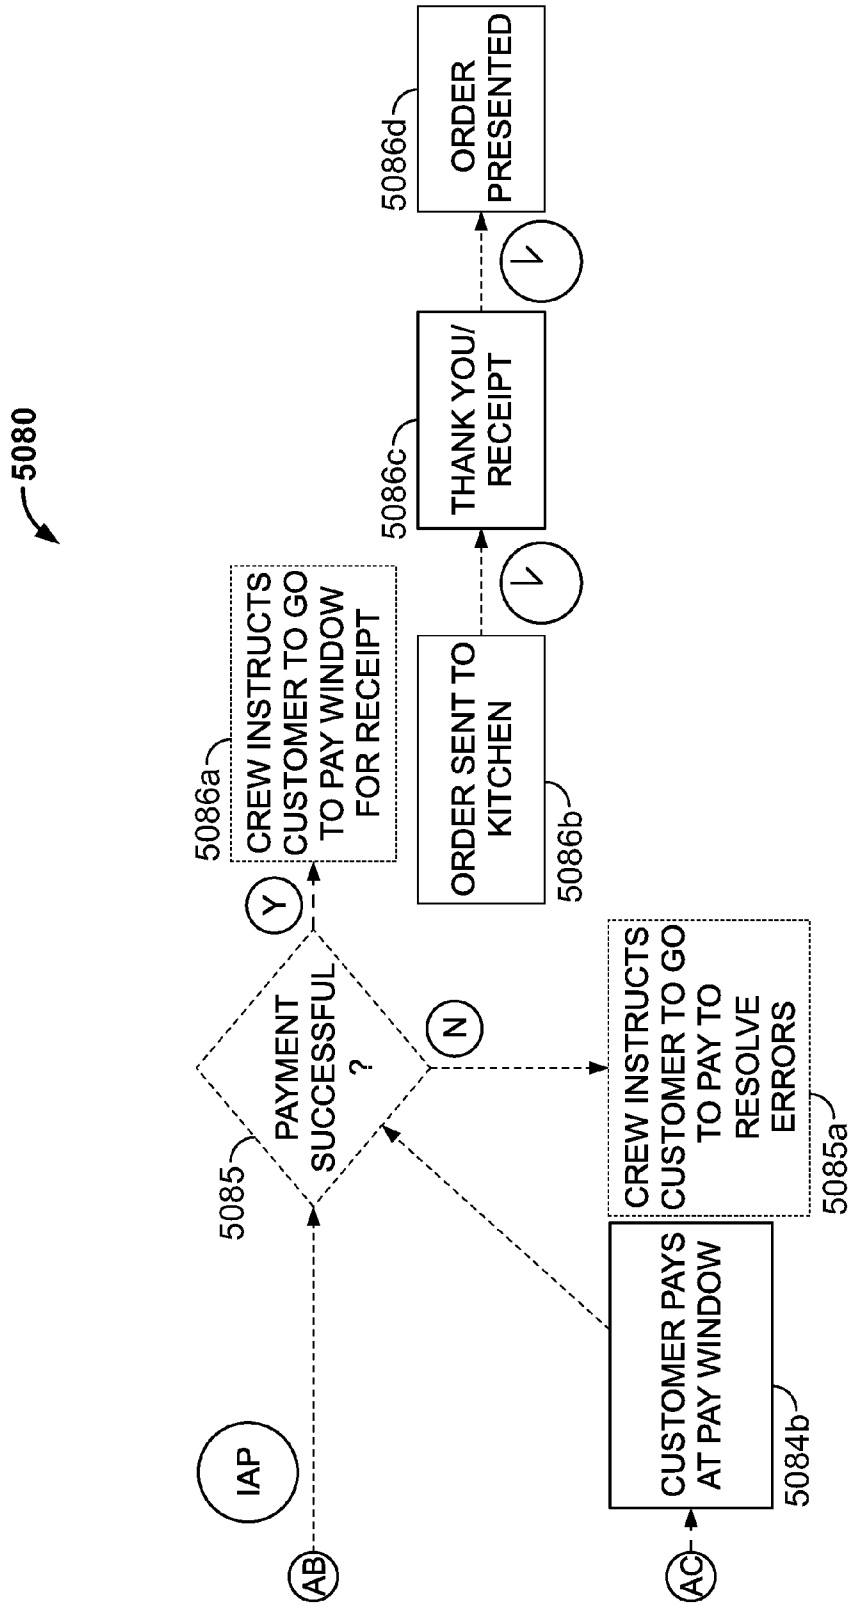 5080
AB
IAP
5085
PAYMENT
SUCCESSFUL
?
Y
N
5086a
CREW INSTRUCTS
CUSTOMER TO GO
TO PAY WINDOW
FOR RECEIPT
ORDER SENT TO
KITCHEN
5086b
V
5086c
THANK YOU/
RECEIPT
V
5086d
ORDER
PRESENTED
AC
CUSTOMER PAYS
AT PAY WINDOW
5084b
CREW INSTRUCTS
CUSTOMER TO GO
TO PAY TO
RESOLVE
ERRORS
5085a